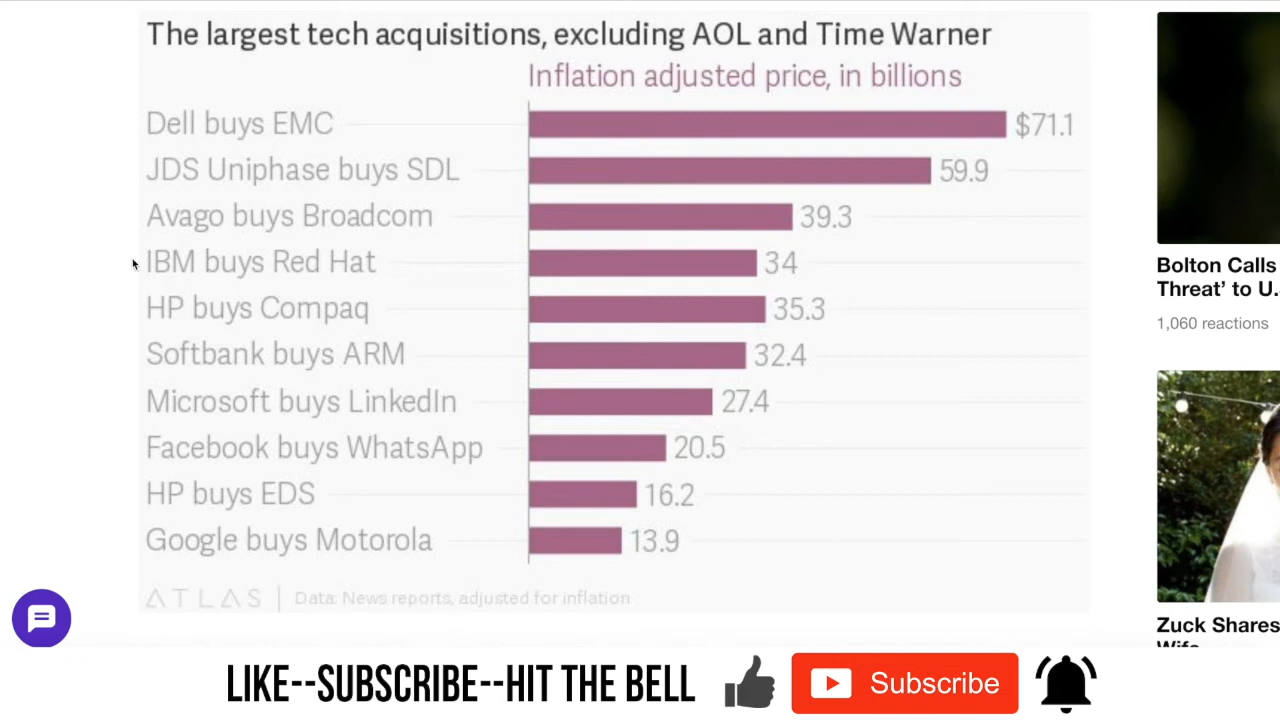 The largest tech acquisitions, excluding AOL and Time Warner
Inflation adjusted price, in billions
Dell buys EMC $71.1
JDS Uniphase buys SDL 59.9
Avago buys Broadcom 39.3
IBM buys Red Hat 34
HP buys Compaq 35.3
Softbank buys ARM 32.4
Microsoft buys LinkedIn 27.4
Facebook buys WhatsApp 20.5
HP buys EDS 16.2
Google buys Motorola 13.9
ATLAS | Data: News reports, adjusted for inflation
Bolton Calls
Threat’ to U.
1,060 reactions
Zuck Shares
LIKE--SUBSCRIBE--HIT THE BELL
Subscribe